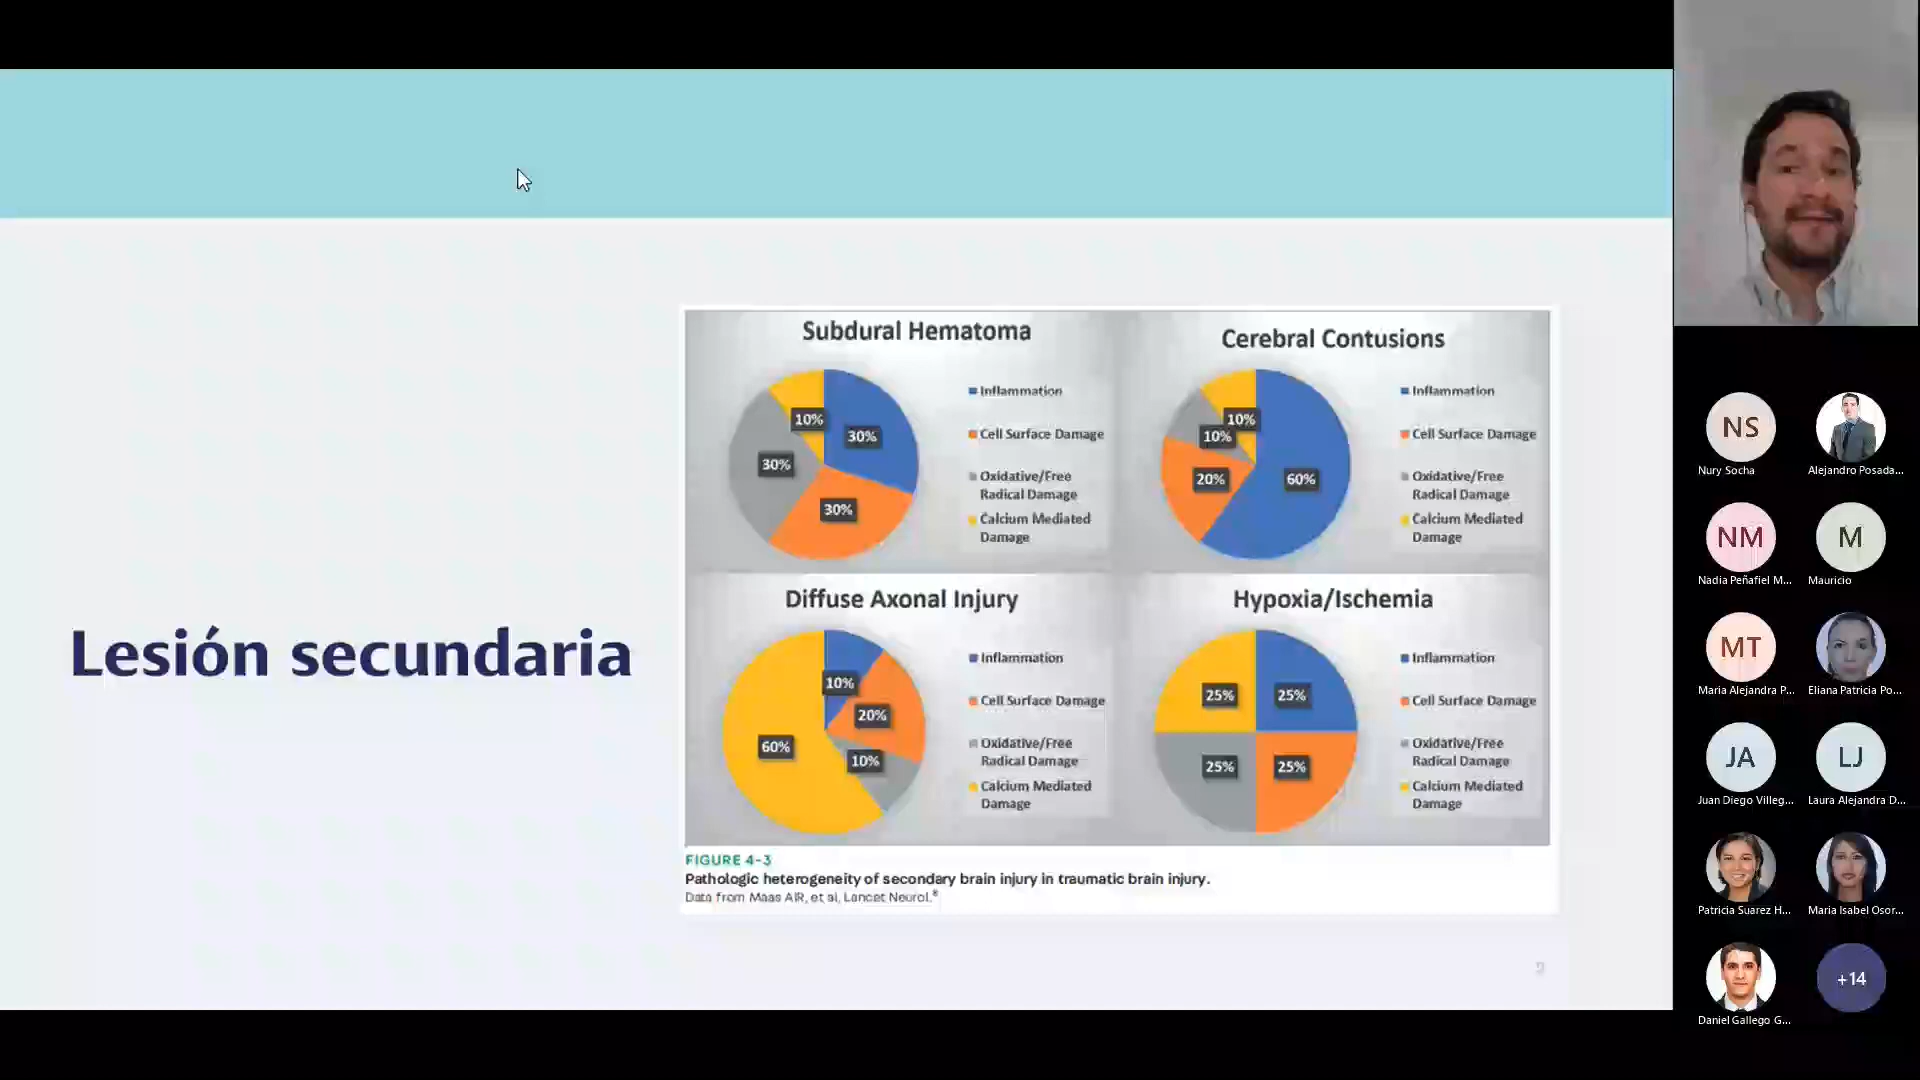 Lesión secundaria
Subdural Hematoma
10%
30%
30%
30%
Inflammation
Cell Surface Damage
Oxidative/Free
Radical Damage
Calcium Mediated
Damage
Cerebral Contusions
10%
10%
20%
60%
Inflammation
Cell Surface Damage
Oxidative/Free
Radical Damage
Calcium Mediated
Damage
Diffuse Axonal Injury
10%
20%
60%
10%
Inflammation
Cell Surface Damage
Oxidative/Free
Radical Damage
Calcium Mediated
Damage
Hypoxia/Ischemia
25%
25%
25%
25%
Inflammation
Cell Surface Damage
Oxidative/Free
Radical Damage
Calcium Mediated
Damage
FIGURE 4-3
Pathologic heterogeneity of secondary brain injury in traumatic brain injury.
Data from Maas AIR, et al, Lancet Neurol.⁸
9
NS
Nury Socha
Alejandro Posada...
NM
Nadia Peñafiel M...
M
Mauricio
MT
Maria Alejandra P...
Eliana Patricia Po...
JA
Juan Diego Villeg...
LJ
Laura Alejandra D...
Patricia Suarez H...
Maria Isabel Osor...
Daniel Gallego G...
+14